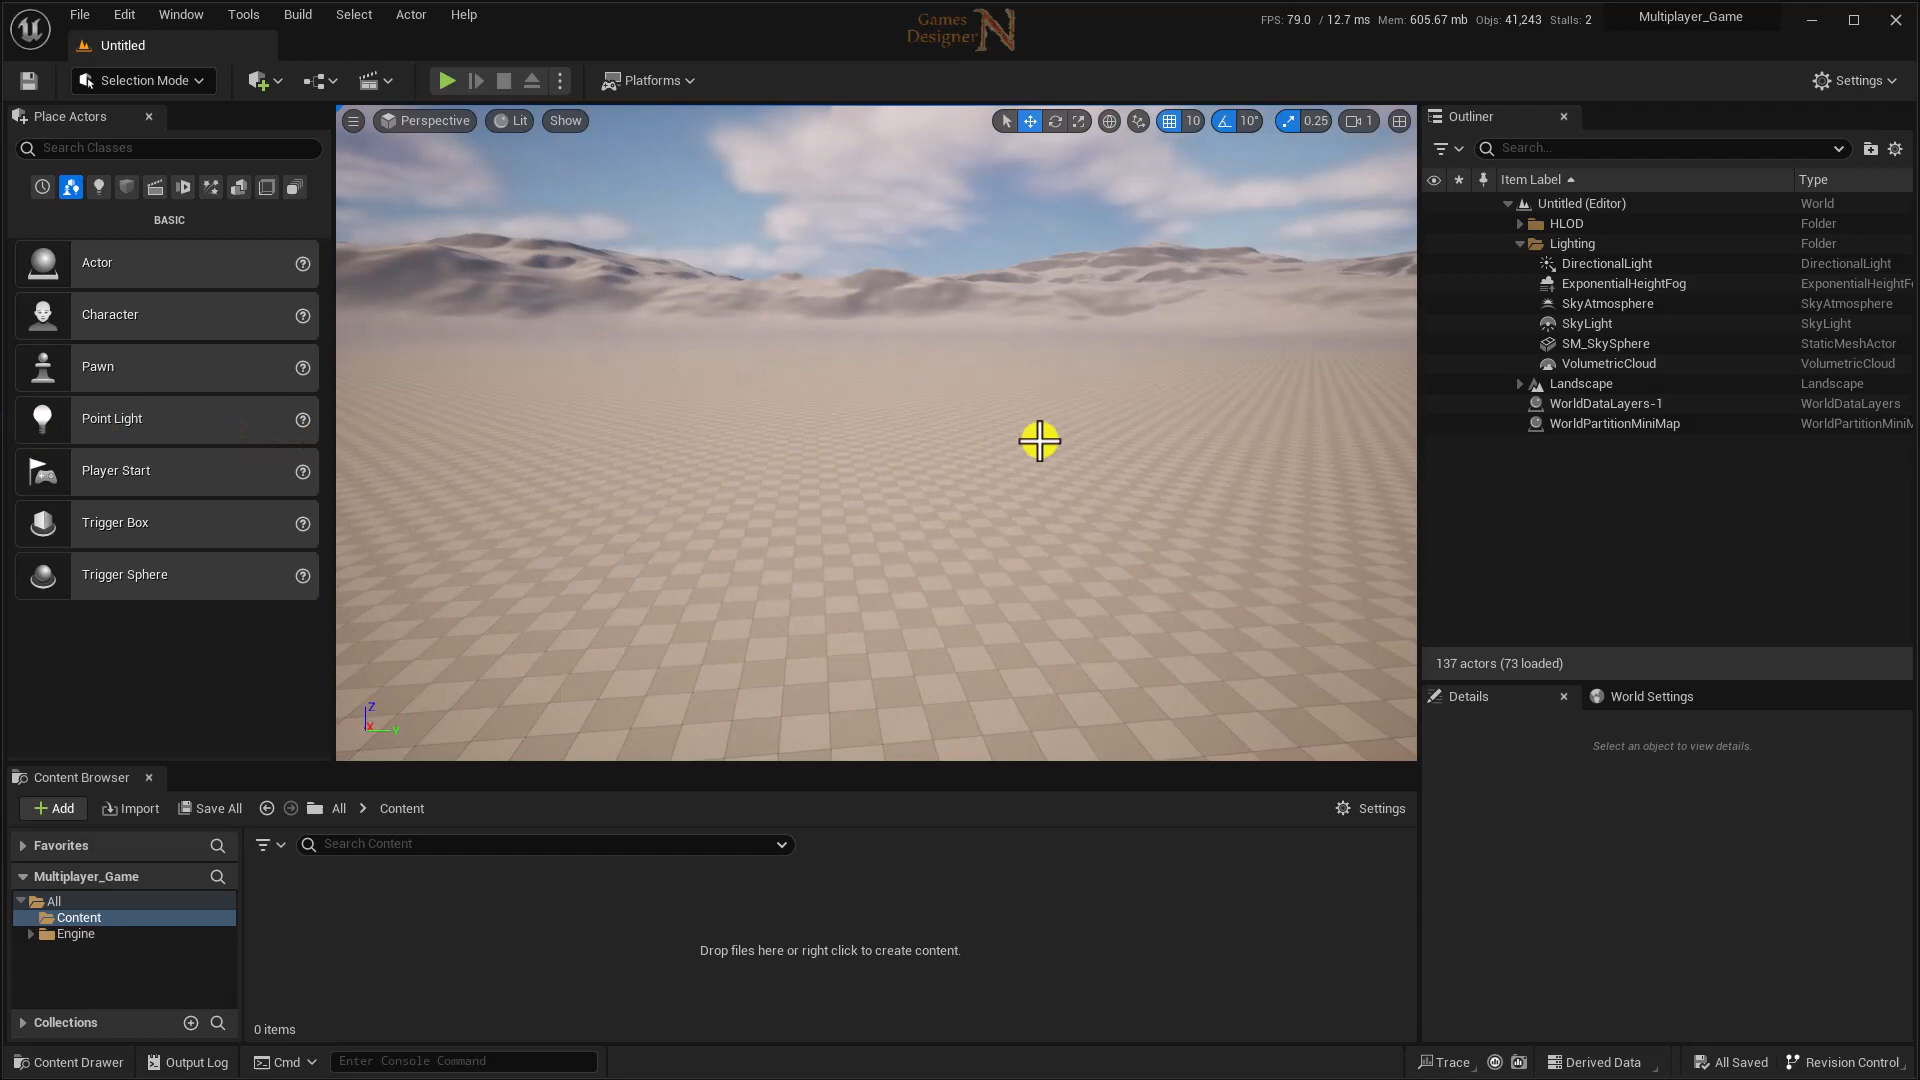 File Edit Window Tools Build Select Actor Help
Games Designer N
FPS: 79.0 / 12.7 ms Mem: 605.67 mb Objs: 41,243 Stalls: 2
Multiplayer_Game
Untitled
Selection Mode
Platforms
Settings
Place Actors
Search Classes
BASIC
Actor
Character
Pawn
Point Light
Player Start
Trigger Box
Trigger Sphere
Perspective Lit Show
10 10° 0.25 1
Z
X Y
Outliner
Search...
Item Label Type
Untitled (Editor) World
HLOD Folder
Lighting Folder
DirectionalLight DirectionalLight
ExponentialHeightFog ExponentialHeightF
SkyAtmosphere SkyAtmosphere
SkyLight SkyLight
SM_SkySphere StaticMeshActor
VolumetricCloud VolumetricCloud
Landscape Landscape
WorldDataLayers-1 WorldDataLayers
WorldPartitionMiniMap WorldPartitionMiniM
137 actors (73 loaded)
Details World Settings
Select an object to view details.
Content Browser
Add Import Save All All Content Settings
Favorites
Search Content
Multiplayer_Game
All
Content
Engine
Drop files here or right click to create content.
Collections
0 items
Content Drawer Output Log Cmd Enter Console Command Trace Derived Data All Saved Revision Control